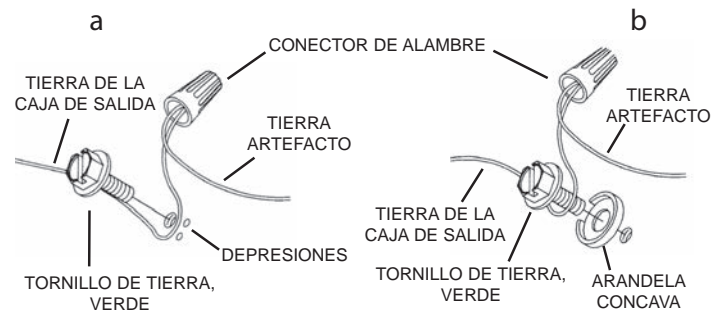 a
b
CONECTOR DE ALAMBRE
TIERRA DE LA
CAJA DE SALIDA
TIERRA
ARTEFACTO
DEPRESIONES
TORNILLO DE TIERRA,
VERDE
TIERRA
ARTEFACTO
TIERRA DE LA
CAJA DE SALIDA
TORNILLO DE TIERRA,
VERDE
ARANDELA
CONCAVA